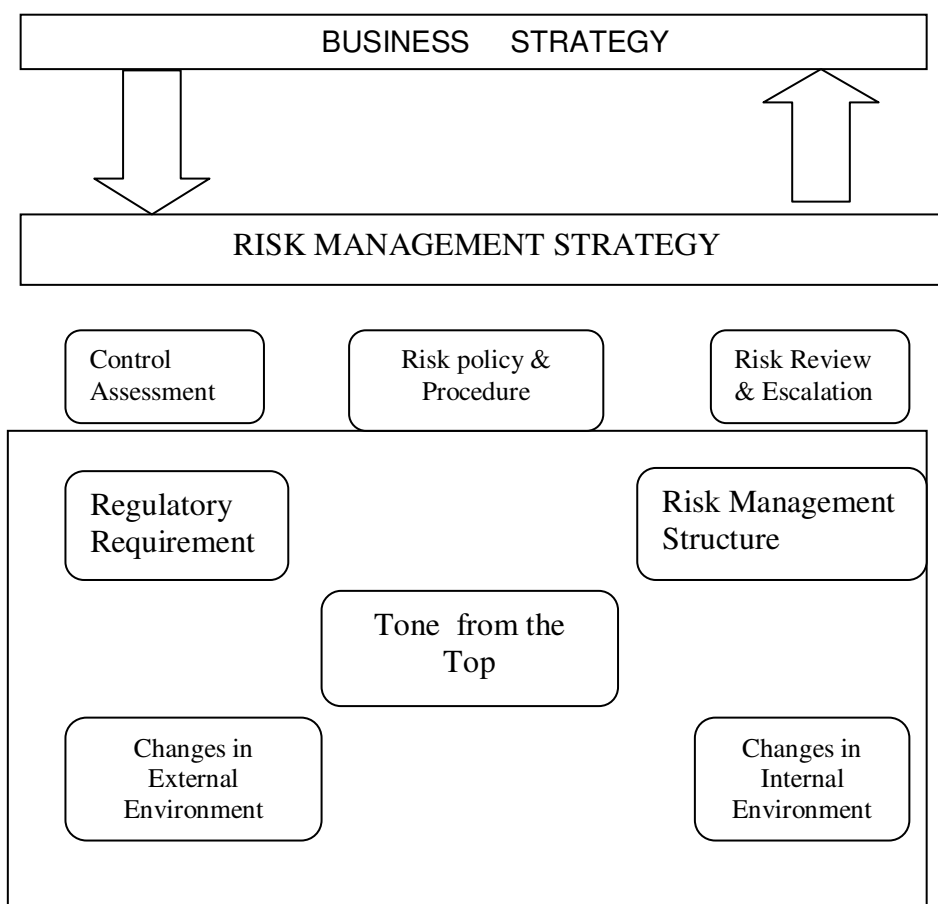 BUSINESS STRATEGY
RISK MANAGEMENT STRATEGY
Control
Assessment
Risk policy &
Procedure
Risk Review
& Escalation
Regulatory
Requirement
Risk Management
Structure
Tone from the
Top
Changes in
External
Environment
Changes in
Internal
Environment